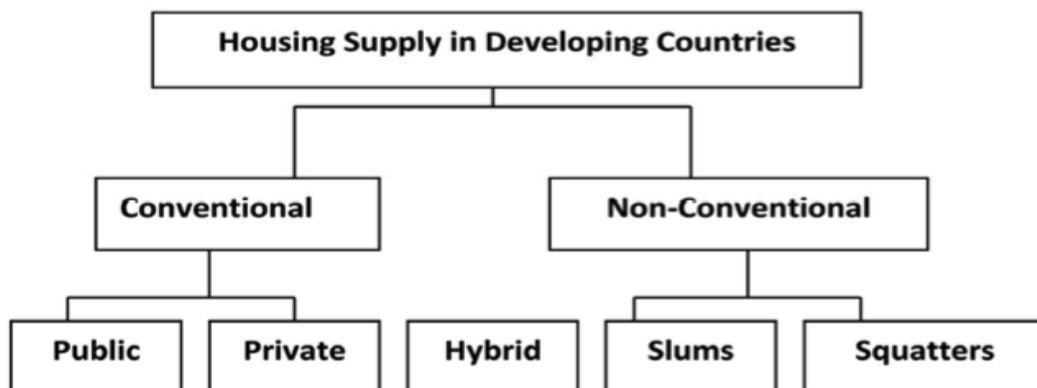 Housing Supply in Developing Countries
Conventional
Non-Conventional
Public
Private
Hybrid
Slums
Squatters